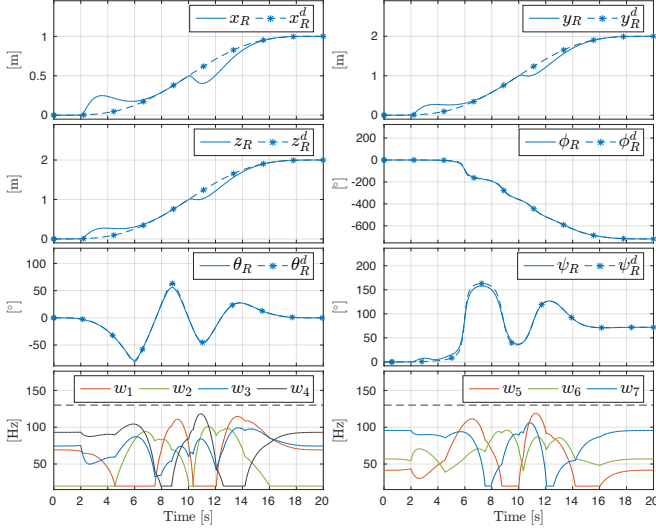 x_R x_R^d
[m]
1
0.5
0
y_R y_R^d
[m]
2
1
0
z_R z_R^d
[m]
2
1
0
ϕ_R ϕ_R^d
[°]
200
0
-200
-400
-600
θ_R θ_R^d
[°]
100
50
0
-50
ψ_R ψ_R^d
[°]
200
150
100
50
0
w_1 w_2 w_3 w_4
[Hz]
150
100
50
0 2 4 6 8 10 12 14 16 18 20
Time [s]
w_5 w_6 w_7
[Hz]
150
100
50
0 2 4 6 8 10 12 14 16 18 20
Time [s]